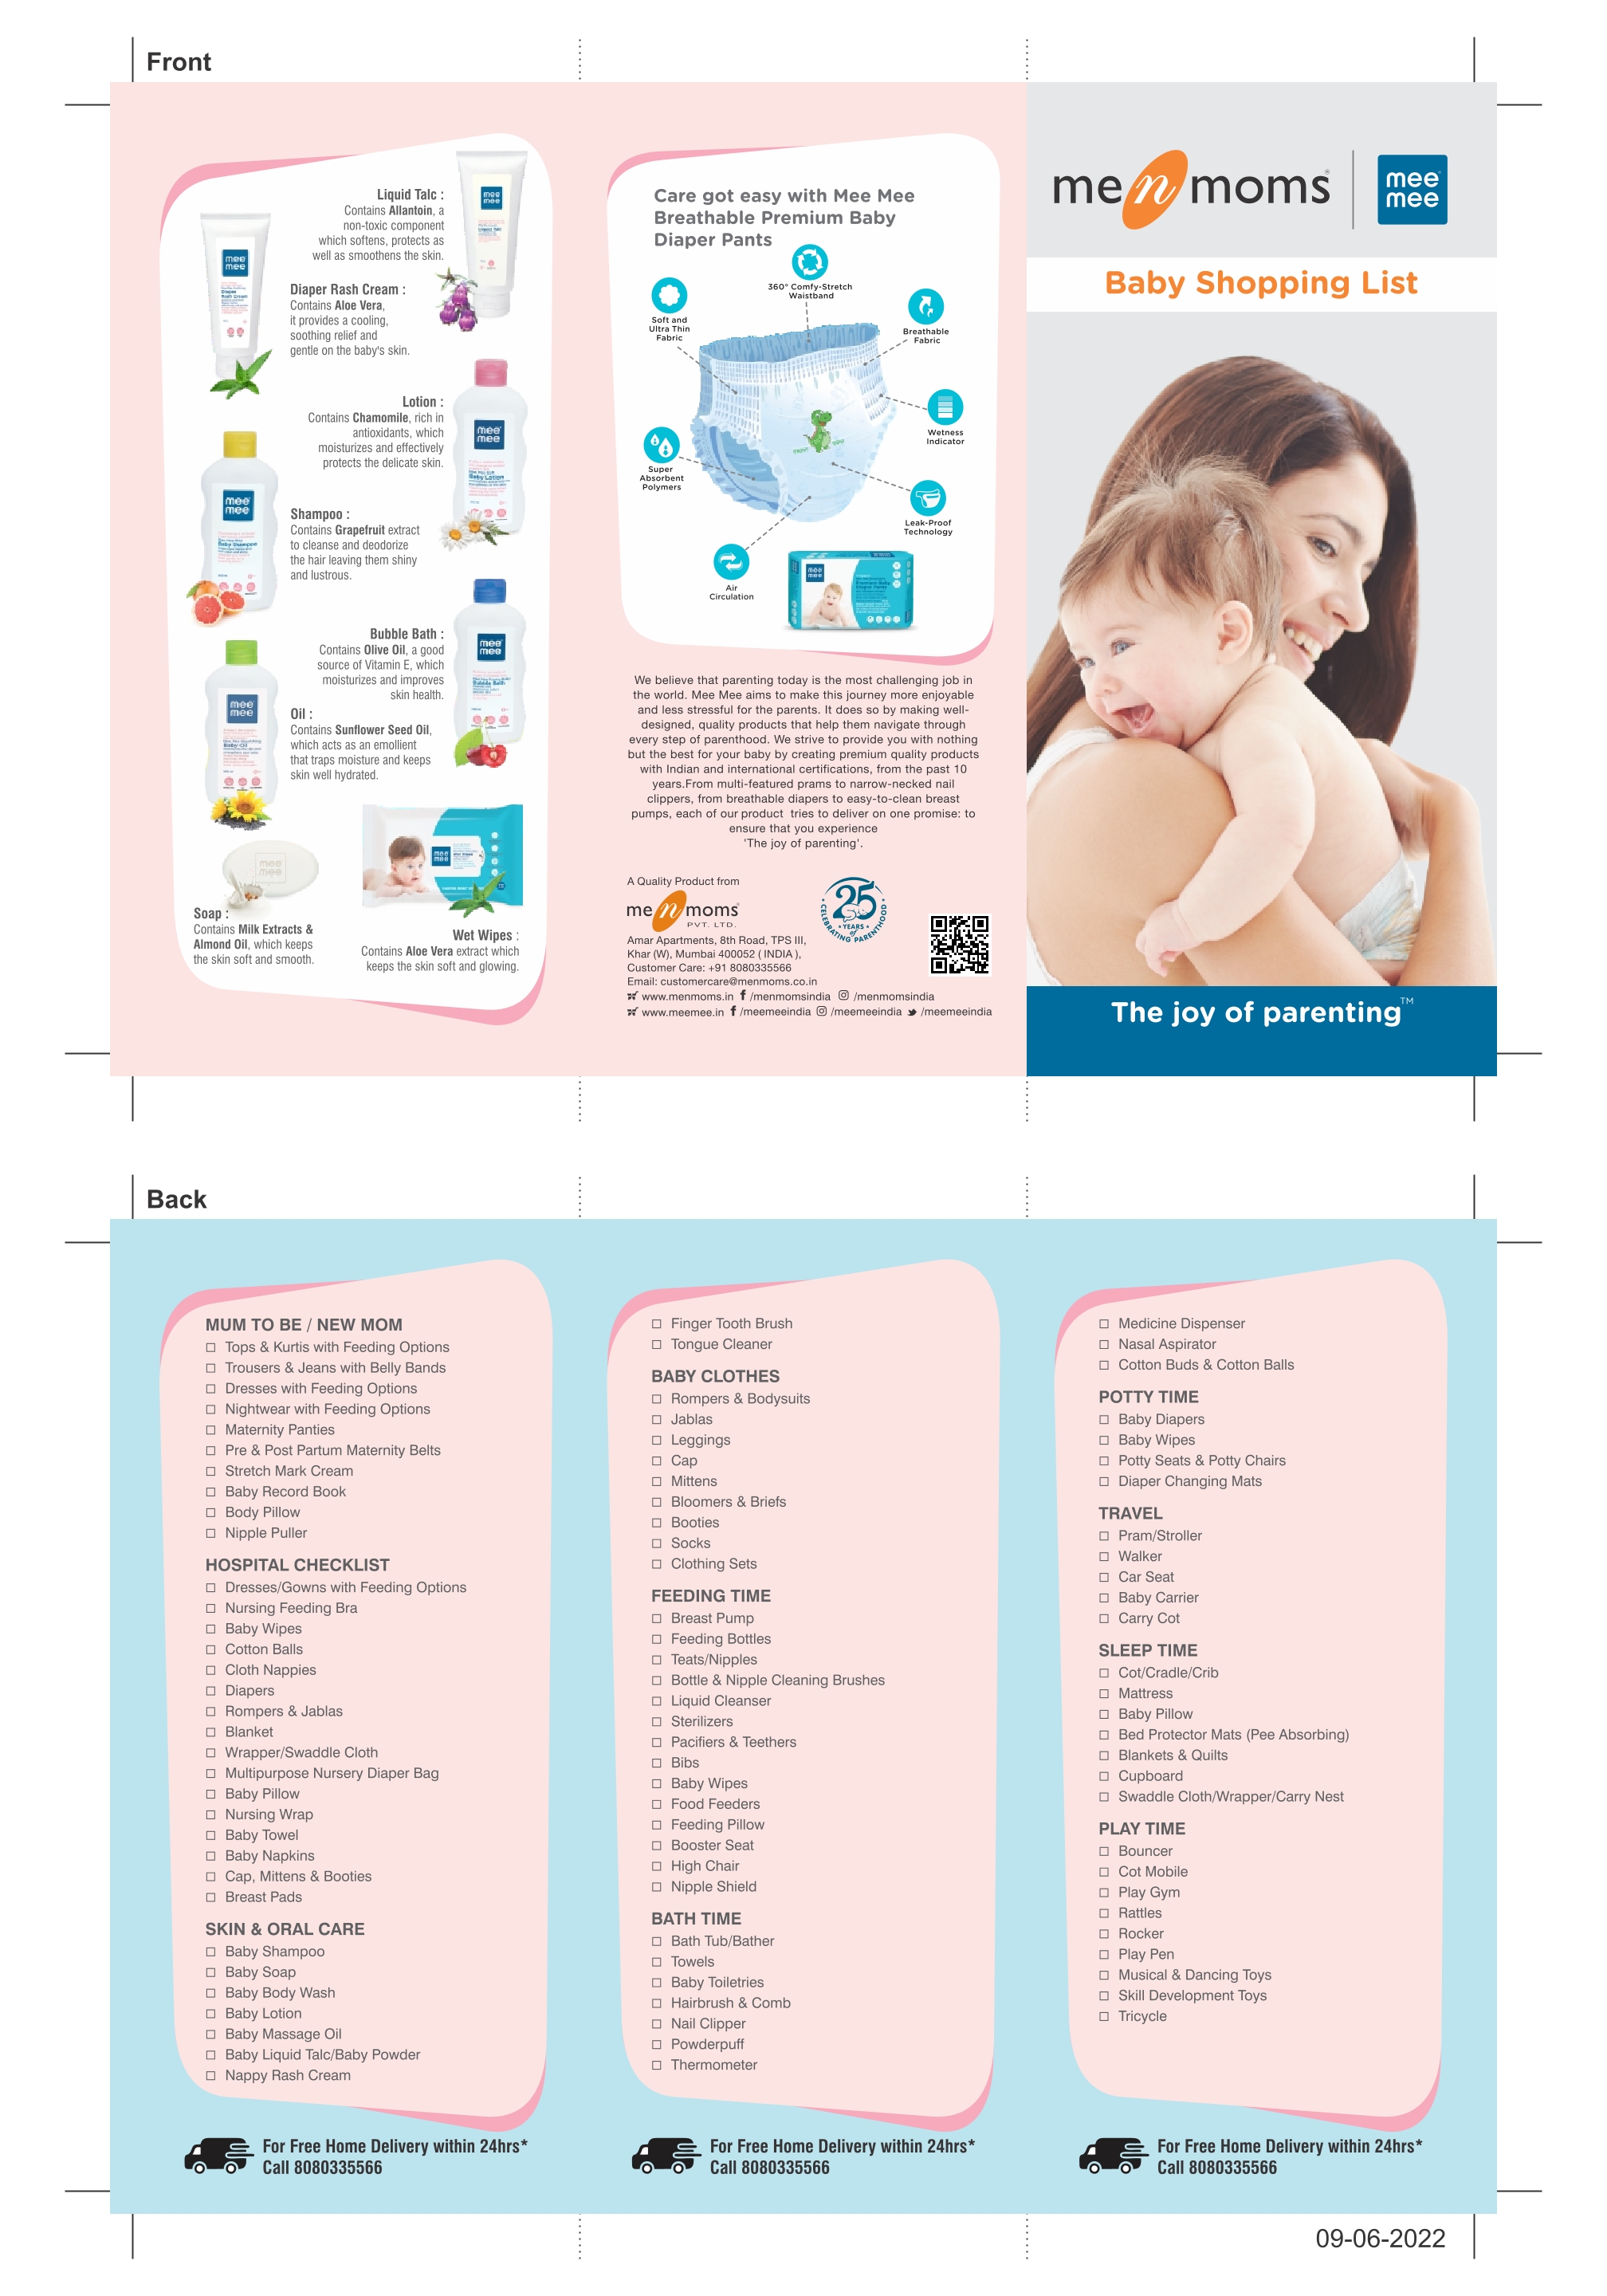 Front
Liquid Talc :
Contains Allantoin, a
non-toxic component
which softens, protects as
well as smoothens the skin.
Diaper Rash Cream :
Contains Aloe Vera,
it provides a cooling,
soothing relief and
gentle on the baby's skin.
Lotion :
Contains Chamomile, rich in
antioxidants, which
moisturizes and effectively
protects the delicate skin.
Shampoo :
Contains Grapefruit extract
to cleanse and deodorize
the hair leaving them shiny
and lustrous.
Bubble Bath :
Contains Olive Oil, a good
source of Vitamin E, which
moisturizes and improves
skin health.
Oil :
Contains Sunflower Seed Oil,
which acts as an emollient
that traps moisture and keeps
skin well hydrated.
Soap :
Contains Milk Extracts &
Almond Oil, which keeps
the skin soft and smooth.
Wet Wipes :
Contains Aloe Vera extract which
keeps the skin soft and glowing.
Care got easy with Mee Mee
Breathable Premium Baby
Diaper Pants
360° Comfy-Stretch
Waistband
Soft and
Ultra Thin
Fabric
Breathable
Fabric
Wetness
Indicator
Super
Absorbent
Polymers
Leak-Proof
Technology
Air
Circulation
We believe that parenting today is the most challenging job in
the world. Mee Mee aims to make this journey more enjoyable
and less stressful for the parents. It does so by making well-
designed, quality products that help them navigate through
every step of parenthood. We strive to provide you with nothing
but the best for your baby by creating premium quality products
with Indian and international certifications, from the past 10
years.From multi-featured prams to narrow-necked nail
clippers, from breathable diapers to easy-to-clean breast
pumps, each of our product tries to deliver on one promise: to
ensure that you experience
'The joy of parenting'.
A Quality Product from
me n moms
PVT. LTD.
25
YEARS
of
CELEBRATING PARENTHOOD
Amar Apartments, 8th Road, TPS III,
Khar (W), Mumbai 400052 ( INDIA ),
Customer Care: +91 8080335566
Email: customercare@menmoms.co.in
www.menmoms.in /menmomsindia /menmomsindia
www.meemee.in /meemeeindia /meemeeindia /meemeeindia
me n moms®
mee mee
Baby Shopping List
The joy of parenting™
Back
MUM TO BE / NEW MOM
Tops & Kurtis with Feeding Options
Trousers & Jeans with Belly Bands
Dresses with Feeding Options
Nightwear with Feeding Options
Maternity Panties
Pre & Post Partum Maternity Belts
Stretch Mark Cream
Baby Record Book
Body Pillow
Nipple Puller
HOSPITAL CHECKLIST
Dresses/Gowns with Feeding Options
Nursing Feeding Bra
Baby Wipes
Cotton Balls
Cloth Nappies
Diapers
Rompers & Jablas
Blanket
Wrapper/Swaddle Cloth
Multipurpose Nursery Diaper Bag
Baby Pillow
Nursing Wrap
Baby Towel
Baby Napkins
Cap, Mittens & Booties
Breast Pads
SKIN & ORAL CARE
Baby Shampoo
Baby Soap
Baby Body Wash
Baby Lotion
Baby Massage Oil
Baby Liquid Talc/Baby Powder
Nappy Rash Cream
For Free Home Delivery within 24hrs*
Call 8080335566
Finger Tooth Brush
Tongue Cleaner
BABY CLOTHES
Rompers & Bodysuits
Jablas
Leggings
Cap
Mittens
Bloomers & Briefs
Booties
Socks
Clothing Sets
FEEDING TIME
Breast Pump
Feeding Bottles
Teats/Nipples
Bottle & Nipple Cleaning Brushes
Liquid Cleanser
Sterilizers
Pacifiers & Teethers
Bibs
Baby Wipes
Food Feeders
Feeding Pillow
Booster Seat
High Chair
Nipple Shield
BATH TIME
Bath Tub/Bather
Towels
Baby Toiletries
Hairbrush & Comb
Nail Clipper
Powderpuff
Thermometer
For Free Home Delivery within 24hrs*
Call 8080335566
Medicine Dispenser
Nasal Aspirator
Cotton Buds & Cotton Balls
POTTY TIME
Baby Diapers
Baby Wipes
Potty Seats & Potty Chairs
Diaper Changing Mats
TRAVEL
Pram/Stroller
Walker
Car Seat
Baby Carrier
Carry Cot
SLEEP TIME
Cot/Cradle/Crib
Mattress
Baby Pillow
Bed Protector Mats (Pee Absorbing)
Blankets & Quilts
Cupboard
Swaddle Cloth/Wrapper/Carry Nest
PLAY TIME
Bouncer
Cot Mobile
Play Gym
Rattles
Rocker
Play Pen
Musical & Dancing Toys
Skill Development Toys
Tricycle
For Free Home Delivery within 24hrs*
Call 8080335566
09-06-2022